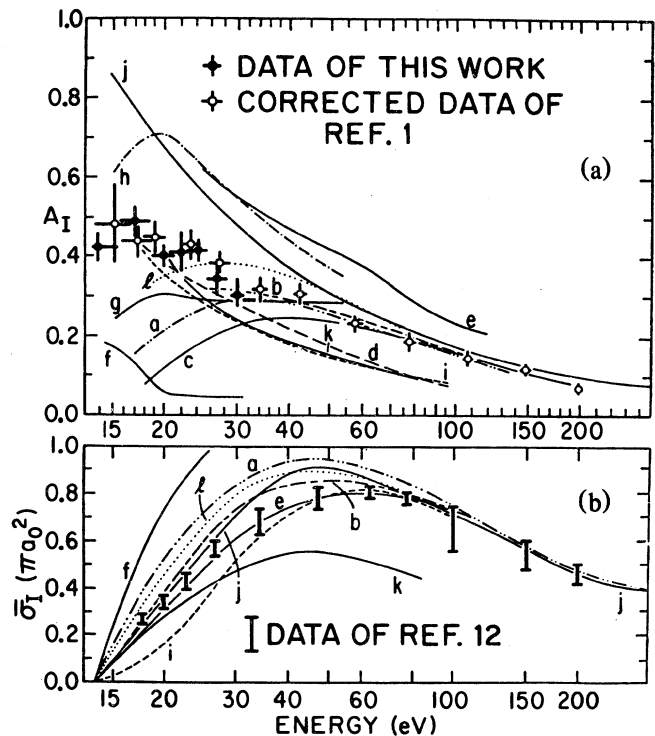 1.0
j
DATA OF THIS WORK
CORRECTED DATA OF
REF. 1
0.8
(a)
0.6
h
A_I
0.4
ℓ
b
g
e
0.2
a
k
f
c
d
i
0.0
15 20 30 40 60 100 150 200
1.0
a
(b)
0.8
ℓ
e
b
σ̄_I (πa₀²)
0.6
f
j
k
j
0.4
DATA OF REF. 12
0.2
i
0.0
15 20 30 40 60 100 150 200
ENERGY (eV)